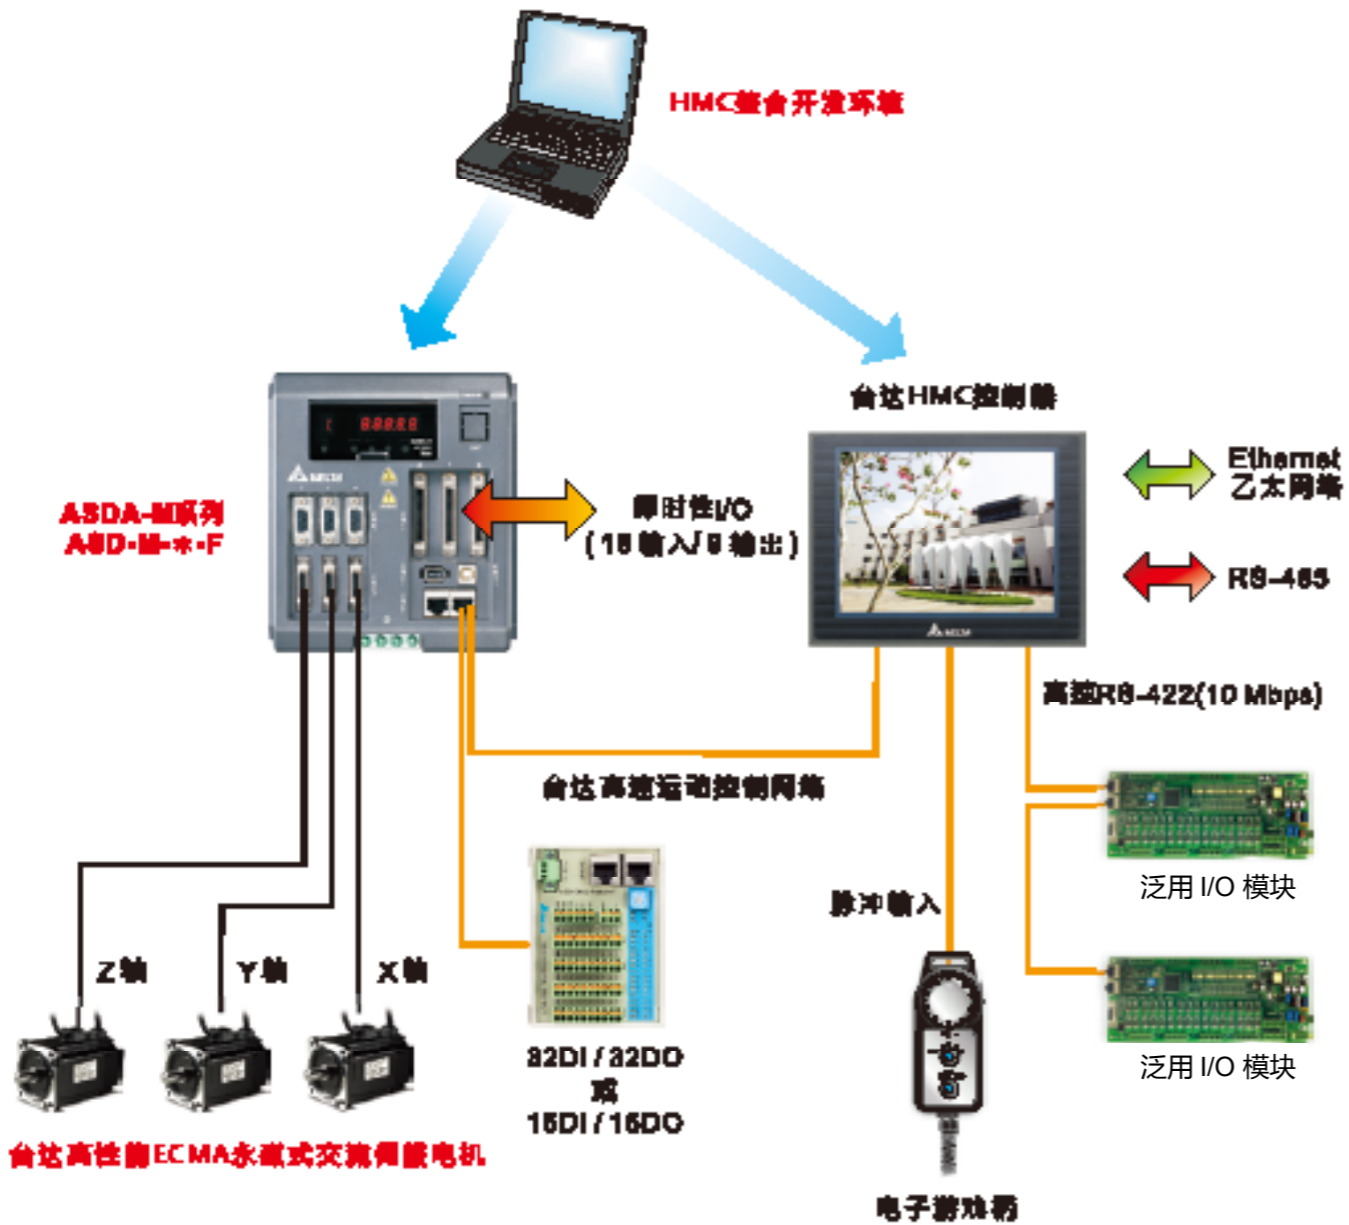 HMC整合开发环境
台达HMC控制器
Ethernet
乙太网络
ASDA-M系列
ASD-M-＊-F
即时性I/O
(16输入/8输出)
RS-485
高速RS-422(10 Mbps)
台达高速运动控制网络
泛用 I/O 模块
脉冲输入
Z轴
Y轴
X轴
32DI / 32DO
或
16DI / 16DO
泛用 I/O 模块
台达高性能ECMA永磁式交流伺服电机